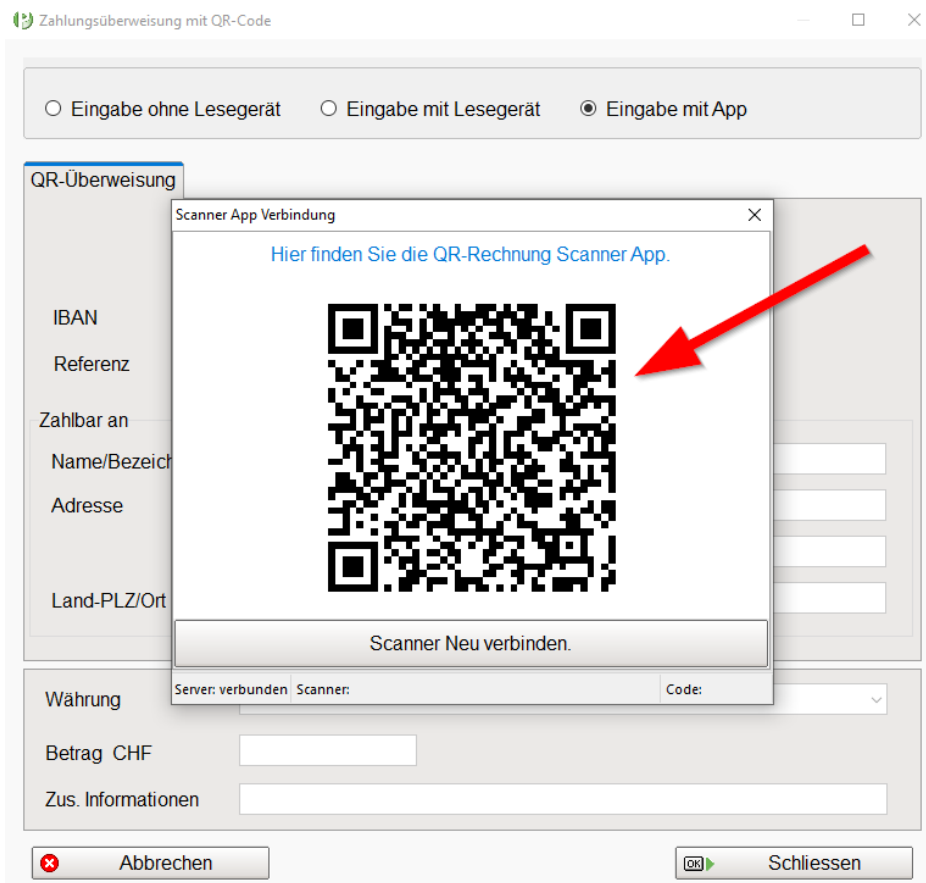 Zahlungsüberweisung mit QR-Code
Eingabe ohne Lesegerät Eingabe mit Lesegerät Eingabe mit App
QR-Überweisung
Scanner App Verbindung
Hier finden Sie die QR-Rechnung Scanner App.
IBAN
Referenz
Zahlbar an
Name/Bezeich
Adresse
Land-PLZ/Ort
Scanner Neu verbinden.
Server: verbunden Scanner: Code:
Währung
Betrag CHF
Zus. Informationen
Abbrechen OK Schliessen